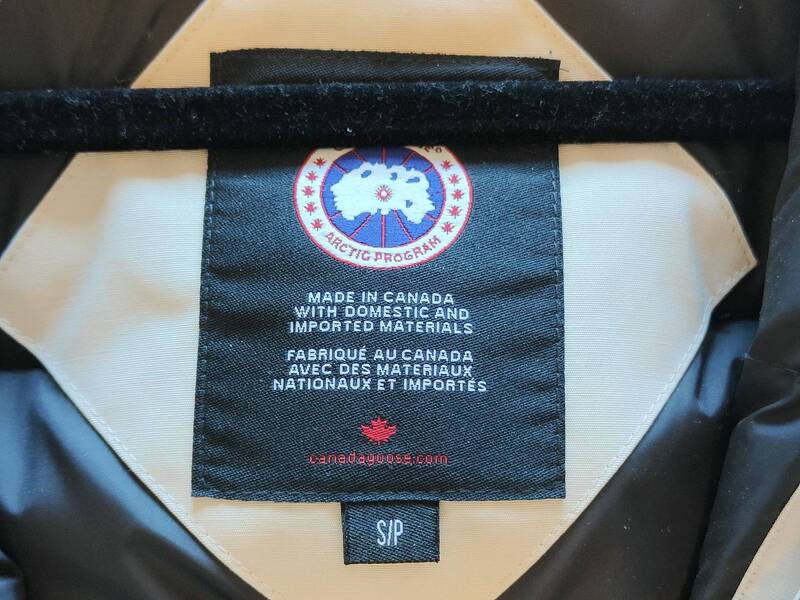 ARCTIC PROGRAM
MADE IN CANADA
WITH DOMESTIC AND
IMPORTED MATERIALS
FABRIQUÉ AU CANADA
AVEC DES MATERIAUX
NATIONAUX ET IMPORTÉS
canadagoose.com
S/P